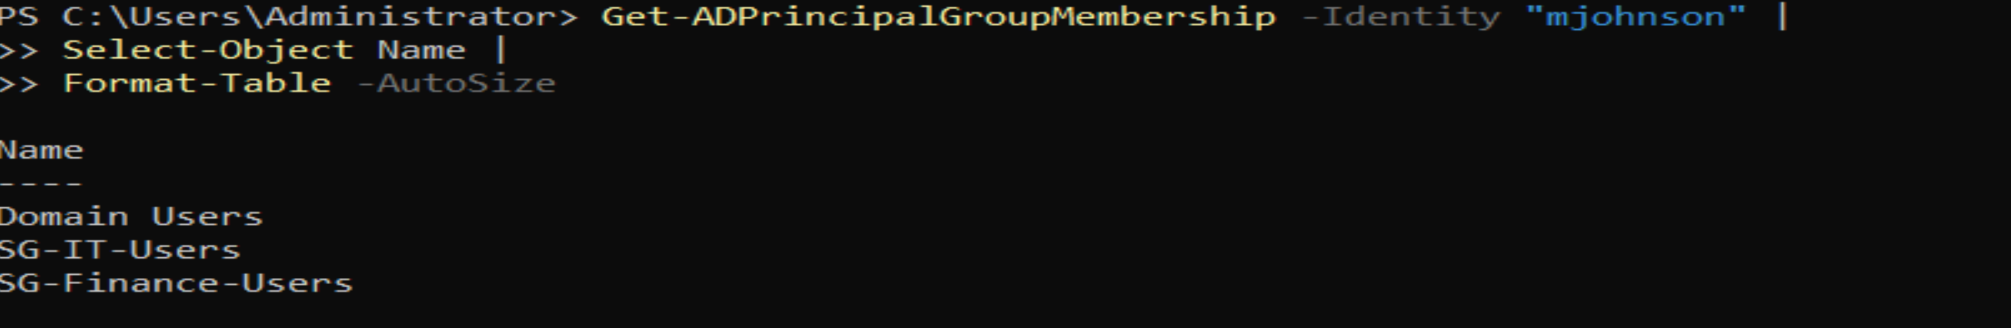 PS C:\Users\Administrator> Get-ADPrincipalGroupMembership -Identity "mjohnson" |
>> Select-Object Name |
>> Format-Table -AutoSize
Name
----
Domain Users
SG-IT-Users
SG-Finance-Users